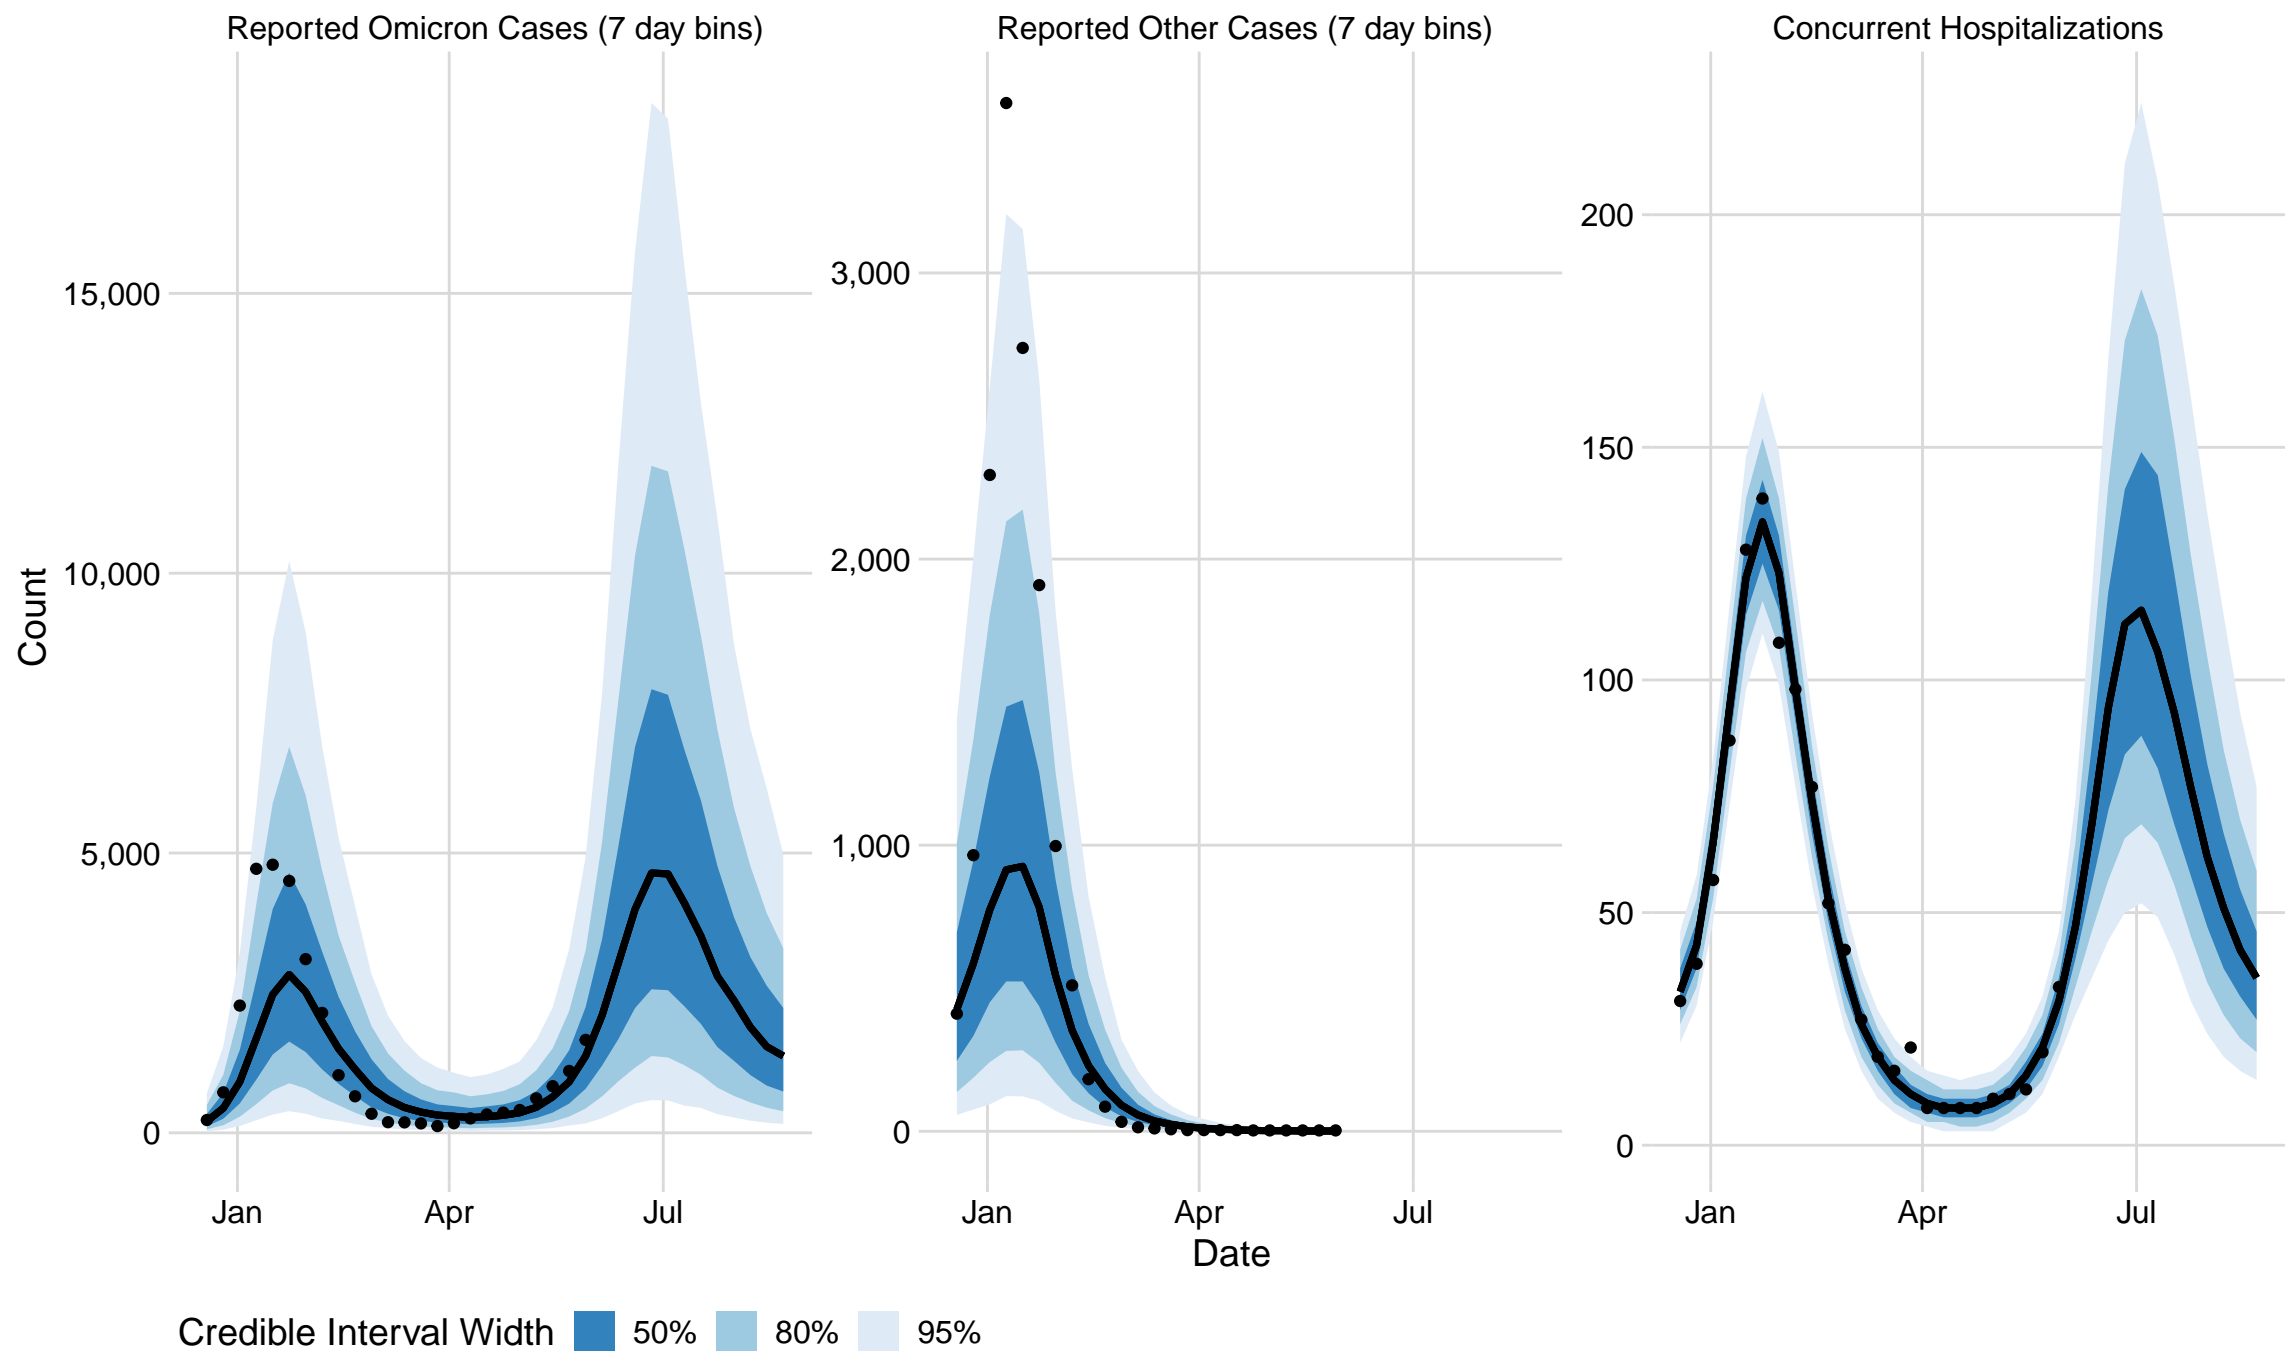 Reported Omicron Cases (7 day bins)
Reported Other Cases (7 day bins)
Concurrent Hospitalizations
Count
15,000
10,000
5,000
0
3,000
2,000
1,000
0
200
150
100
50
0
Jan Apr Jul
Jan Apr Jul
Jan Apr Jul
Date
Credible Interval Width 50% 80% 95%